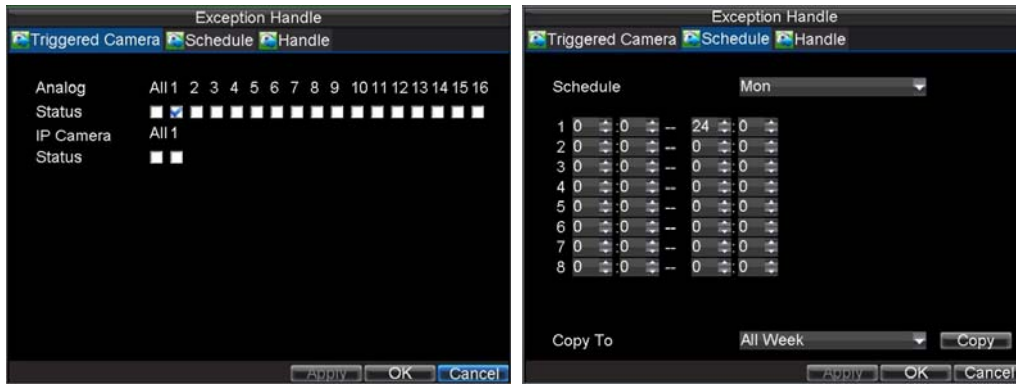 Exception Handle
Triggered Camera Schedule Handle
Analog All 1 2 3 4 5 6 7 8 9 10 11 12 13 14 15 16
Status
IP Camera All 1
Status
Apply OK Cancel
Exception Handle
Triggered Camera Schedule Handle
Schedule Mon
1 0 :0 -- 24 :0
2 0 :0 -- 0 :0
3 0 :0 -- 0 :0
4 0 :0 -- 0 :0
5 0 :0 -- 0 :0
6 0 :0 -- 0 :0
7 0 :0 -- 0 :0
8 0 :0 -- 0 :0
Copy To All Week Copy
Apply OK Cancel